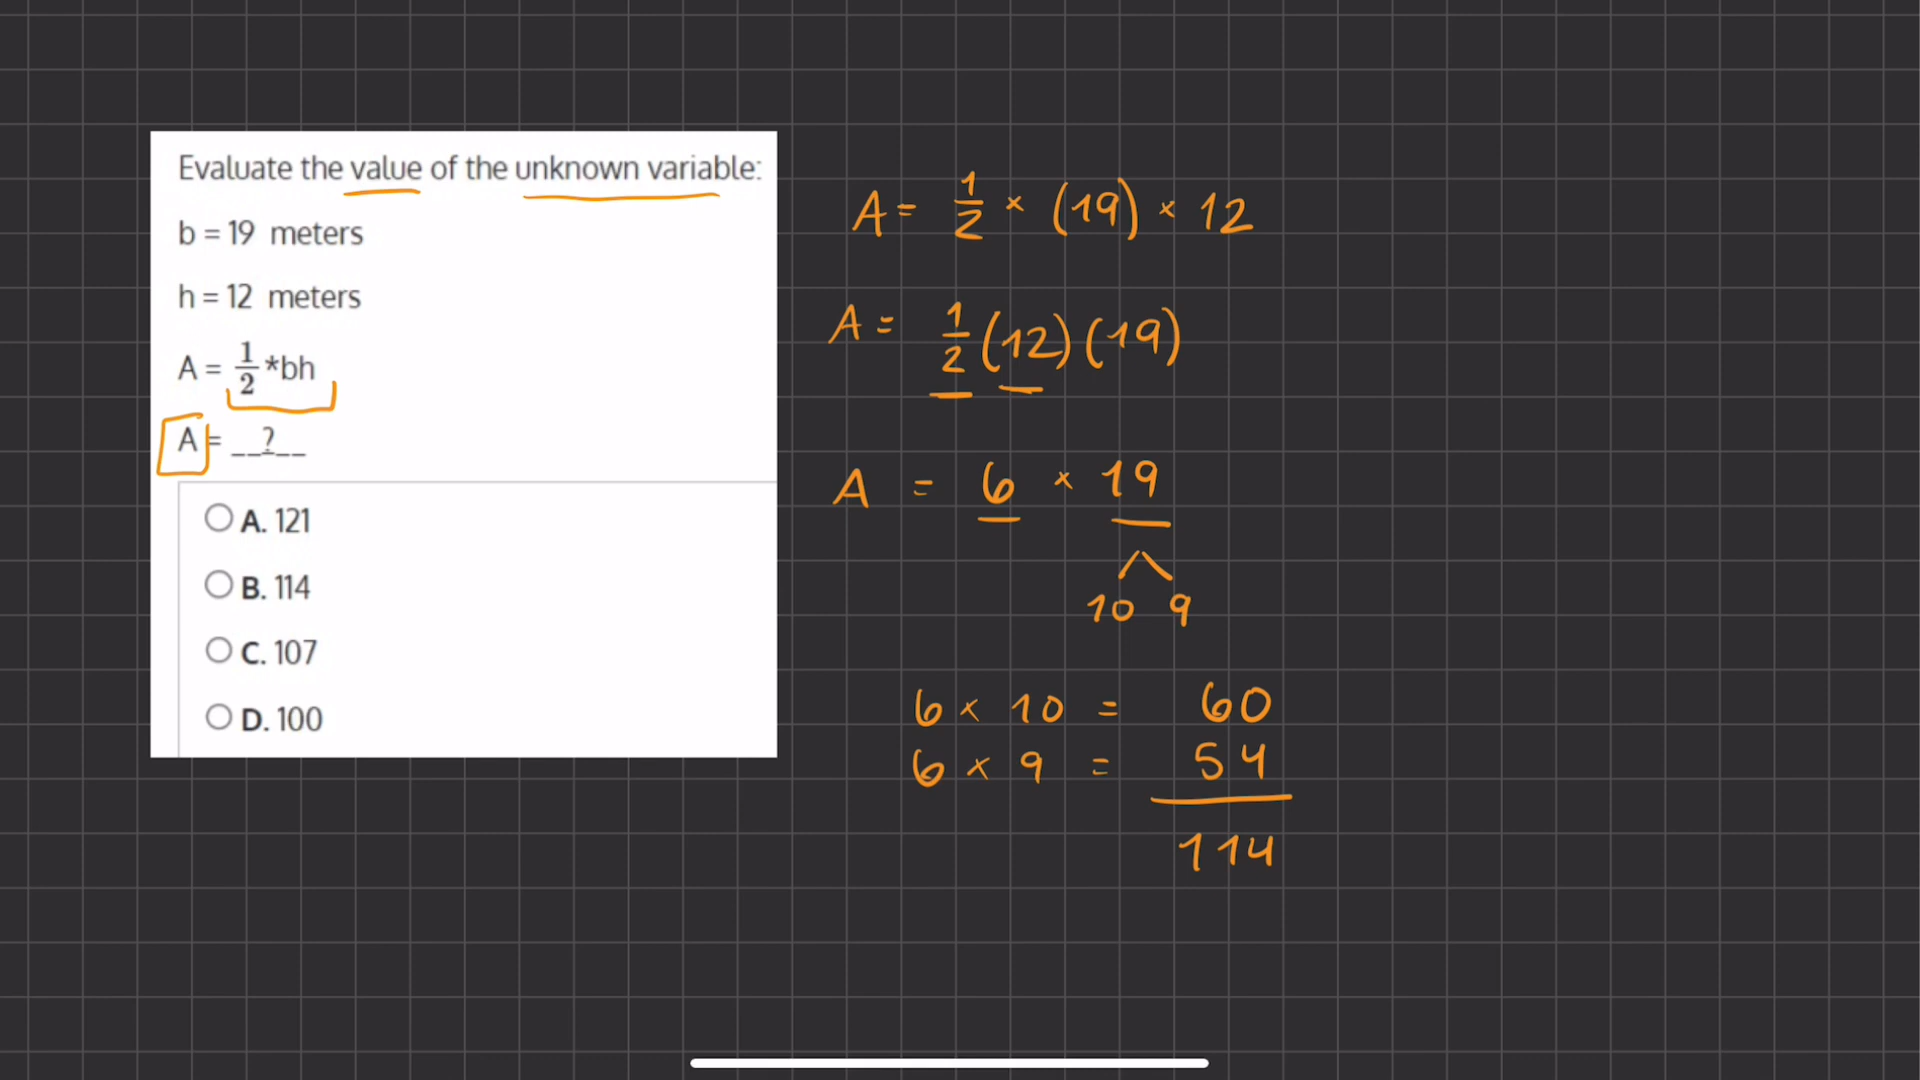 Evaluate the value of the unknown variable:
b = 19 meters
h = 12 meters
A = 1/2 *bh
A = __?__
A. 121
B. 114
C. 107
D. 100
A = 1/2 × (19) × 12
A = 1/2 (12)(19)
A = 6 × 19
10 9
6 × 10 = 60
6 × 9 = 54
114